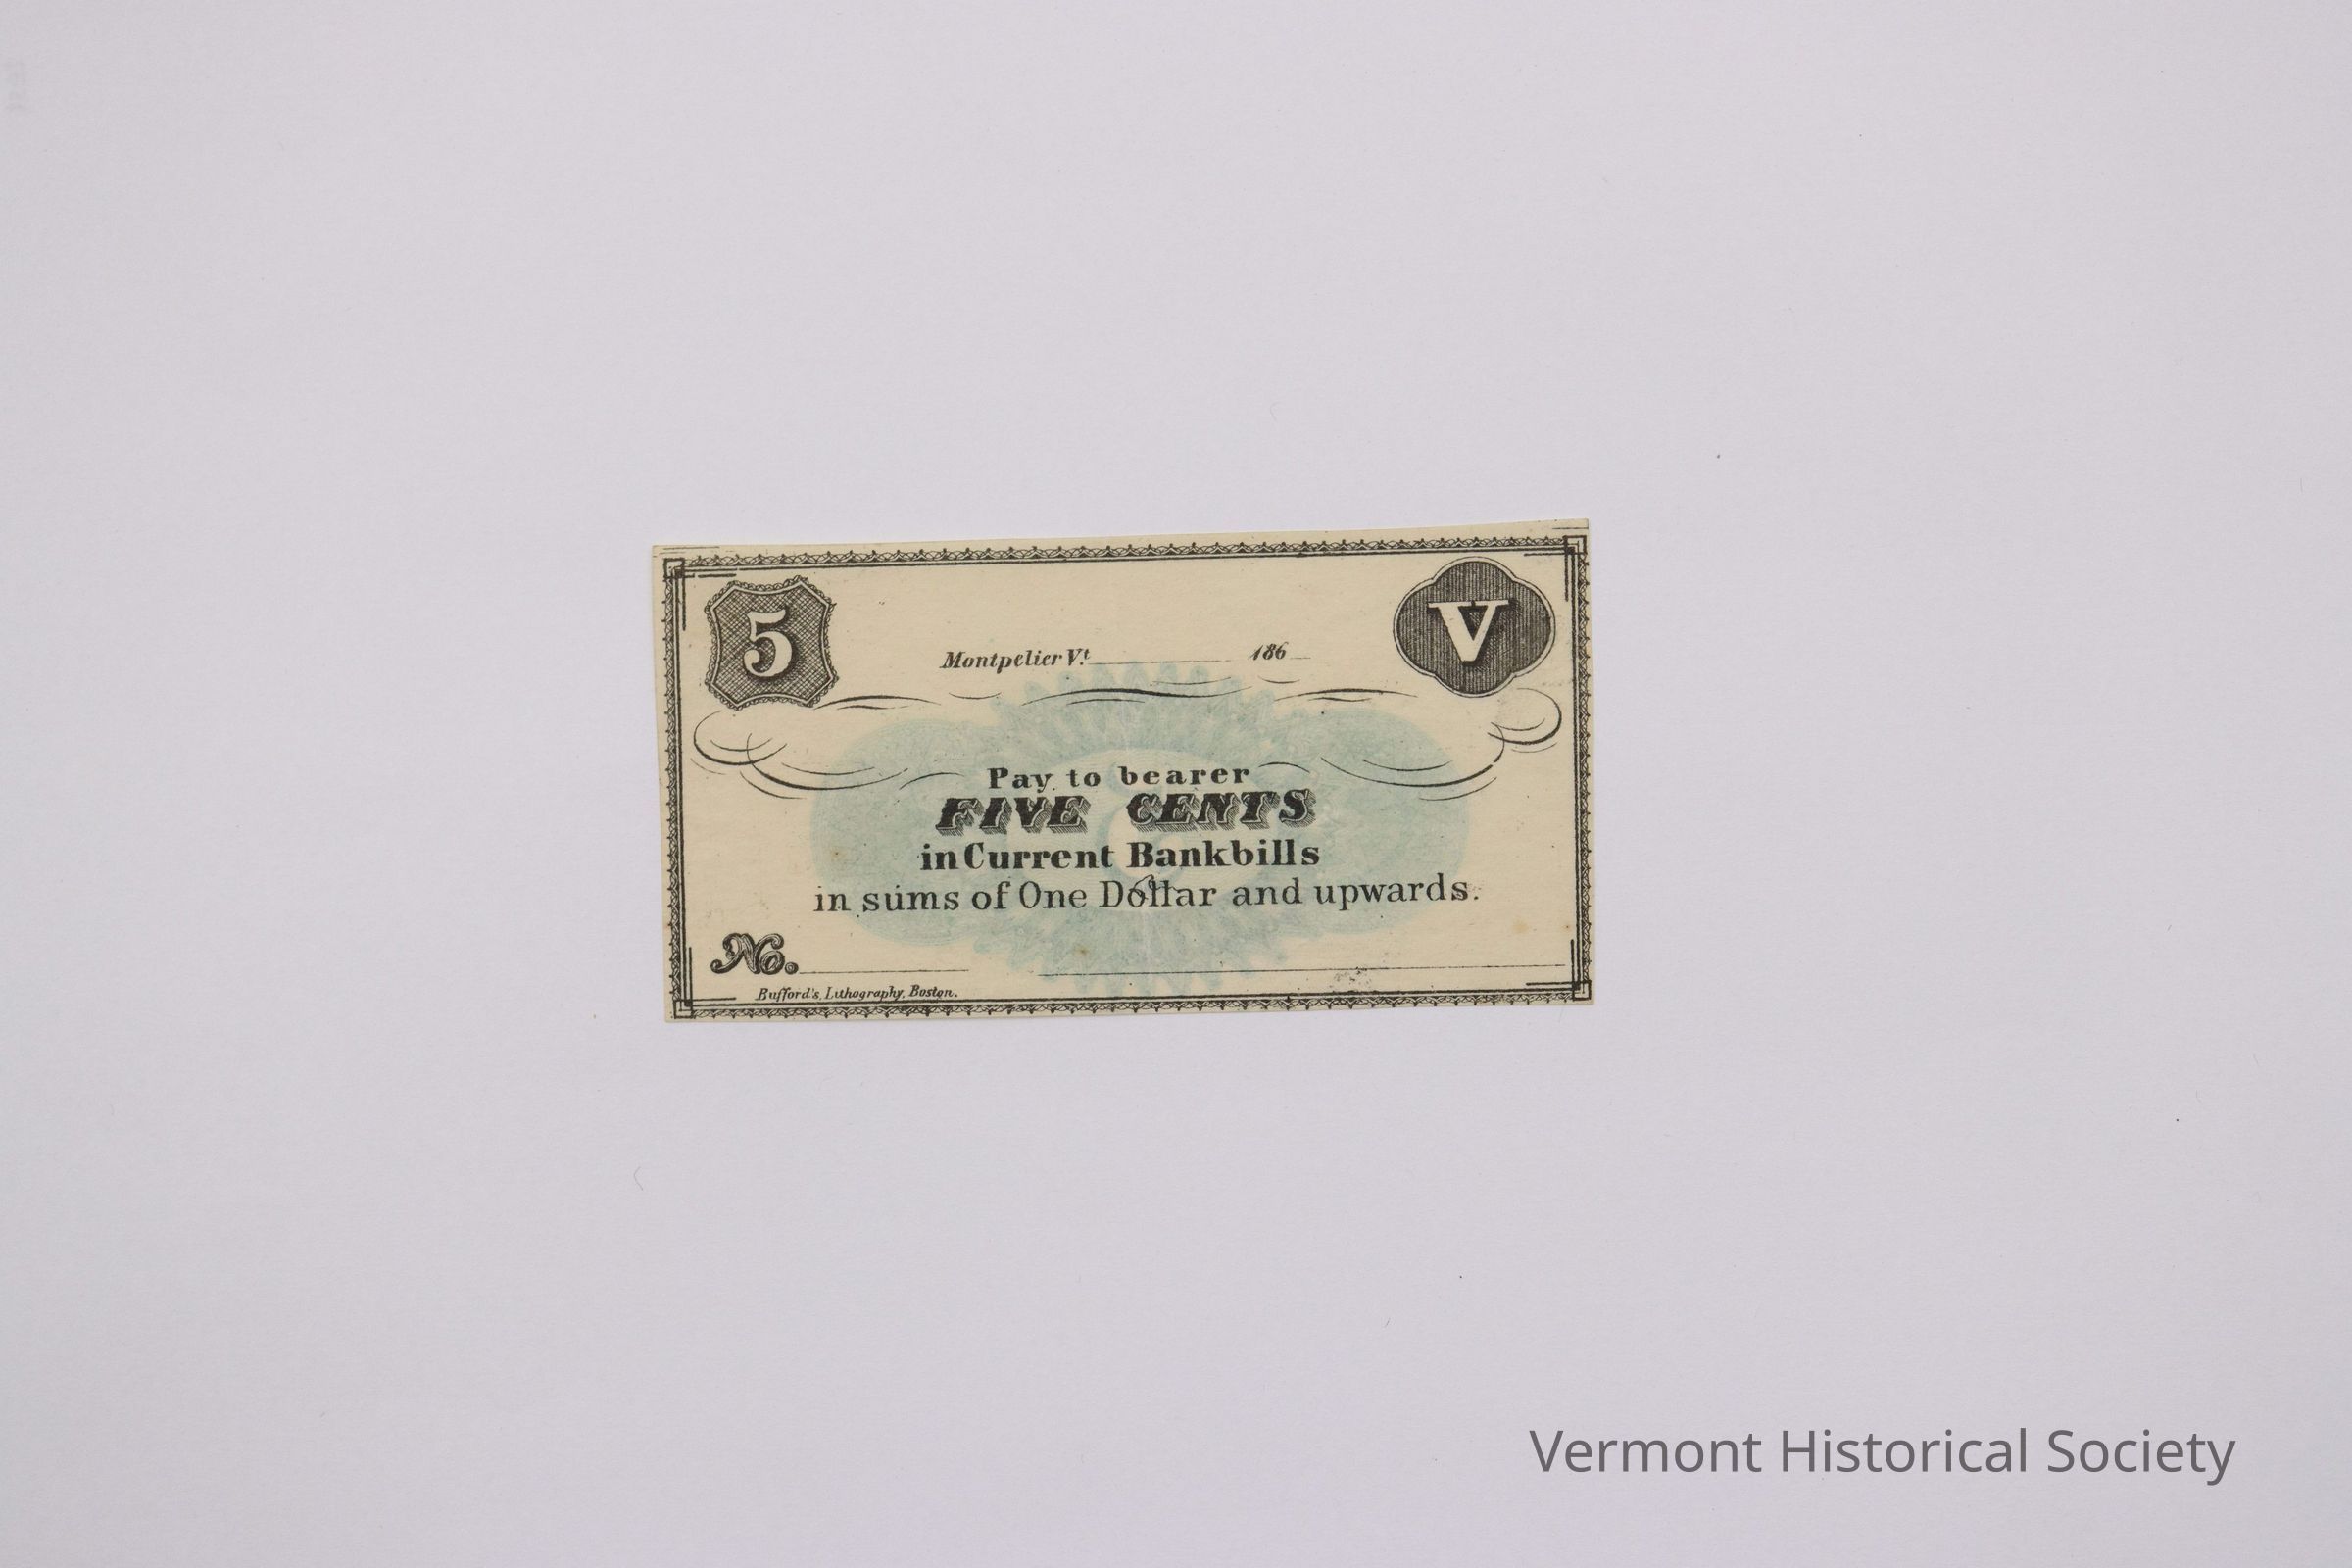 5
V
Montpelier V.t 186
Pay to bearer
FIVE CENTS
in Current Bankbills
in sums of One Dollar and upwards.
No.
Bufford's Lithography, Boston.
Vermont Historical Society